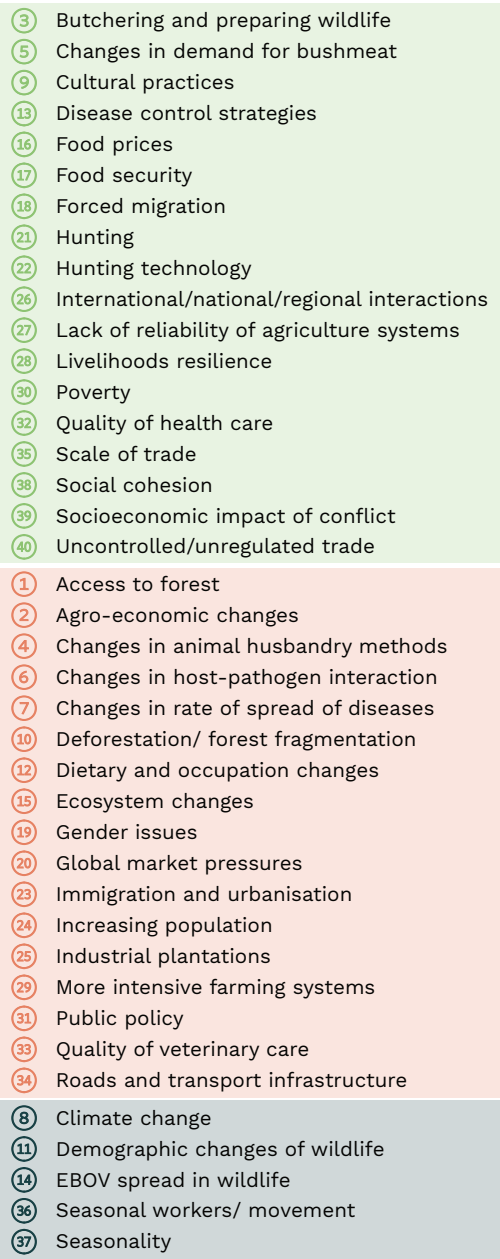 3 Butchering and preparing wildlife
5 Changes in demand for bushmeat
9 Cultural practices
13 Disease control strategies
16 Food prices
17 Food security
18 Forced migration
21 Hunting
22 Hunting technology
26 International/national/regional interactions
27 Lack of reliability of agriculture systems
28 Livelihoods resilience
30 Poverty
32 Quality of health care
35 Scale of trade
38 Social cohesion
39 Socioeconomic impact of conflict
40 Uncontrolled/unregulated trade
1 Access to forest
2 Agro-economic changes
4 Changes in animal husbandry methods
6 Changes in host-pathogen interaction
7 Changes in rate of spread of diseases
10 Deforestation/ forest fragmentation
12 Dietary and occupation changes
15 Ecosystem changes
19 Gender issues
20 Global market pressures
23 Immigration and urbanisation
24 Increasing population
25 Industrial plantations
29 More intensive farming systems
31 Public policy
33 Quality of veterinary care
34 Roads and transport infrastructure
8 Climate change
11 Demographic changes of wildlife
14 EBOV spread in wildlife
36 Seasonal workers/ movement
37 Seasonality